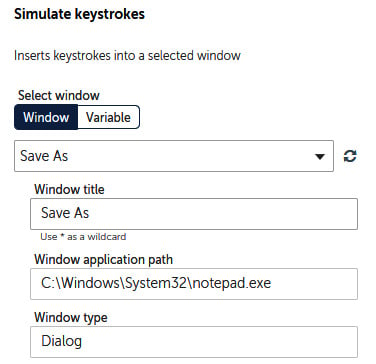 Simulate keystrokes
Inserts keystrokes into a selected window
Select window
Window Variable
Save As
Window title
Save As
Use * as a wildcard
Window application path
C:\Windows\System32\notepad.exe
Window type
Dialog